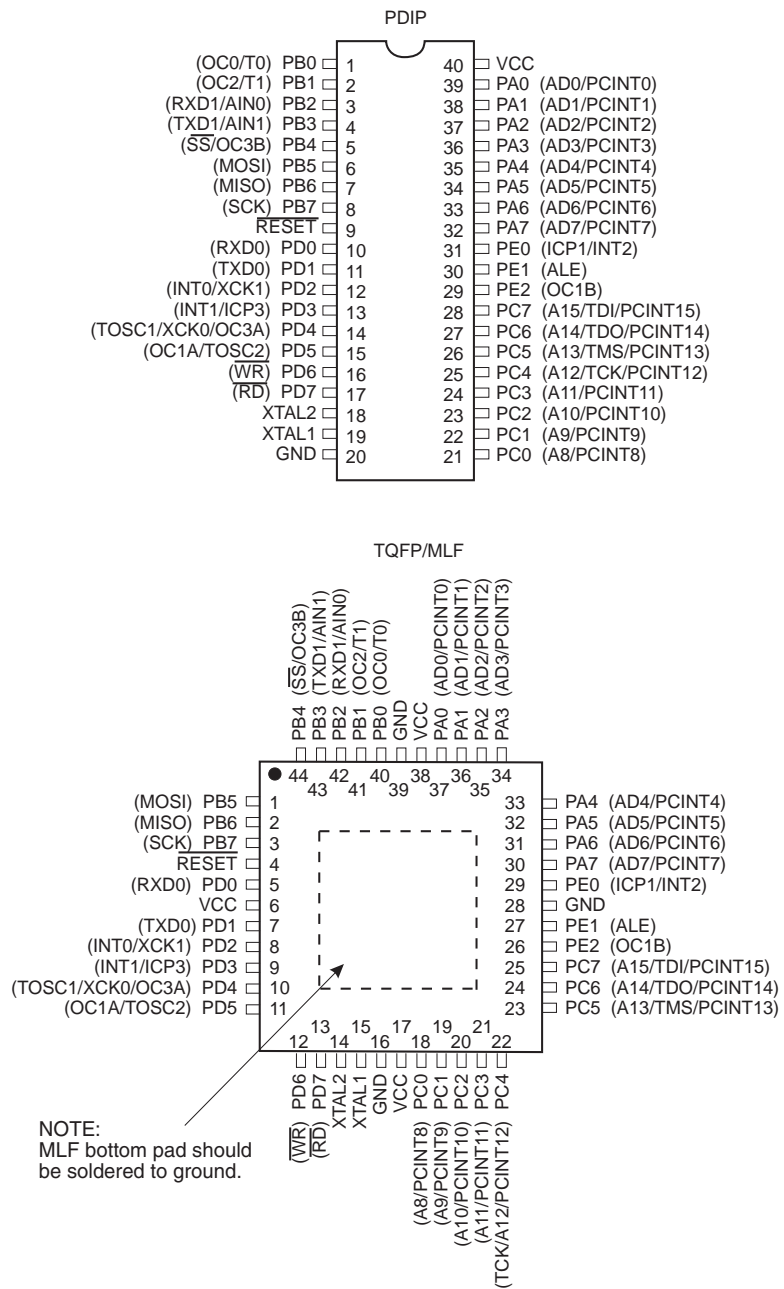 PDIP
(OC0/T0) PB0 1 40 VCC
(OC2/T1) PB1 2 39 PA0 (AD0/PCINT0)
(RXD1/AIN0) PB2 3 38 PA1 (AD1/PCINT1)
(TXD1/AIN1) PB3 4 37 PA2 (AD2/PCINT2)
(SS/OC3B) PB4 5 36 PA3 (AD3/PCINT3)
(MOSI) PB5 6 35 PA4 (AD4/PCINT4)
(MISO) PB6 7 34 PA5 (AD5/PCINT5)
(SCK) PB7 8 33 PA6 (AD6/PCINT6)
RESET 9 32 PA7 (AD7/PCINT7)
(RXD0) PD0 10 31 PE0 (ICP1/INT2)
(TXD0) PD1 11 30 PE1 (ALE)
(INT0/XCK1) PD2 12 29 PE2 (OC1B)
(INT1/ICP3) PD3 13 28 PC7 (A15/TDI/PCINT15)
(TOSC1/XCK0/OC3A) PD4 14 27 PC6 (A14/TDO/PCINT14)
(OC1A/TOSC2) PD5 15 26 PC5 (A13/TMS/PCINT13)
(WR) PD6 16 25 PC4 (A12/TCK/PCINT12)
(RD) PD7 17 24 PC3 (A11/PCINT11)
XTAL2 18 23 PC2 (A10/PCINT10)
XTAL1 19 22 PC1 (A9/PCINT9)
GND 20 21 PC0 (A8/PCINT8)
TQFP/MLF
PB4 (SS/OC3B)
PB3 (TXD1/AIN1)
PB2 (RXD1/AIN0)
PB1 (OC2/T1)
PB0 (OC0/T0)
GND
VCC
PA0 (AD0/PCINT0)
PA1 (AD1/PCINT1)
PA2 (AD2/PCINT2)
PA3 (AD3/PCINT3)
44 42 40 38 36 34
43 41 39 37 35
(MOSI) PB5 1 33 PA4 (AD4/PCINT4)
(MISO) PB6 2 32 PA5 (AD5/PCINT5)
(SCK) PB7 3 31 PA6 (AD6/PCINT6)
RESET 4 30 PA7 (AD7/PCINT7)
(RXD0) PD0 5 29 PE0 (ICP1/INT2)
VCC 6 28 GND
(TXD0) PD1 7 27 PE1 (ALE)
(INT0/XCK1) PD2 8 26 PE2 (OC1B)
(INT1/ICP3) PD3 9 25 PC7 (A15/TDI/PCINT15)
(TOSC1/XCK0/OC3A) PD4 10 24 PC6 (A14/TDO/PCINT14)
(OC1A/TOSC2) PD5 11 23 PC5 (A13/TMS/PCINT13)
13 15 17 19 21
12 14 16 18 20 22
(WR) PD6
(RD) PD7
XTAL2
XTAL1
GND
VCC
(A8/PCINT8) PC0
(A9/PCINT9) PC1
(A10/PCINT10) PC2
(A11/PCINT11) PC3
(TCK/A12/PCINT12) PC4
NOTE:
MLF bottom pad should
be soldered to ground.